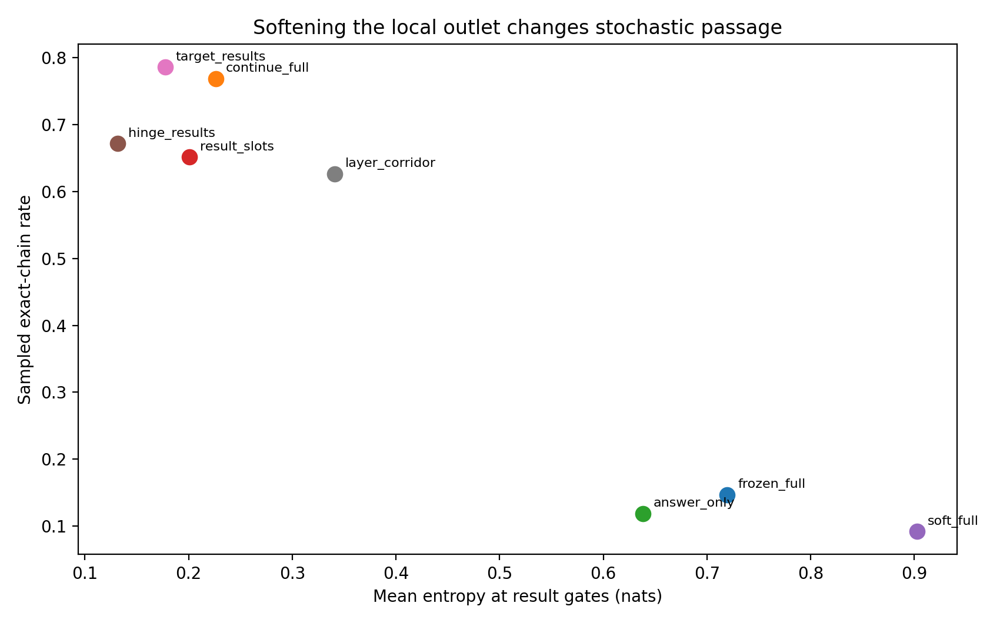 Softening the local outlet changes stochastic passage
Sampled exact-chain rate
0.8
0.7
0.6
0.5
0.4
0.3
0.2
0.1
target_results
continue_full
hinge_results
result_slots
layer_corridor
frozen_full
answer_only
soft_full
0.1 0.2 0.3 0.4 0.5 0.6 0.7 0.8 0.9
Mean entropy at result gates (nats)